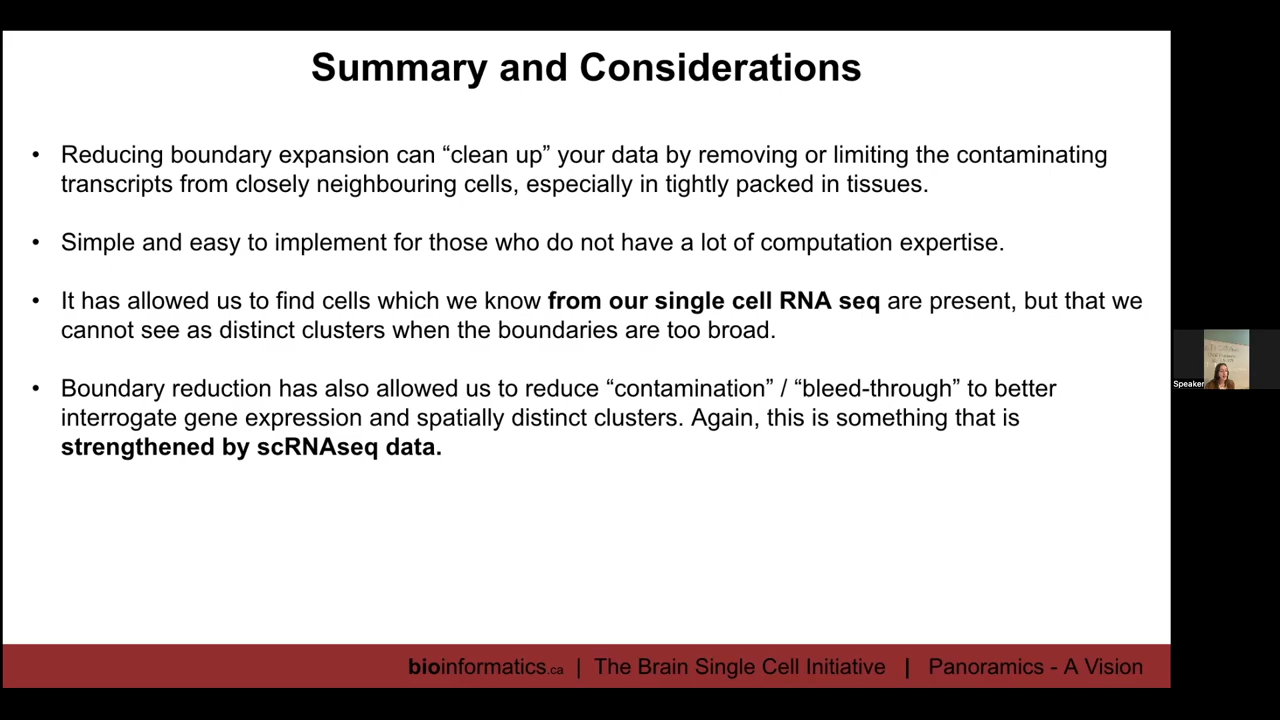 Summary and Considerations
• Reducing boundary expansion can “clean up” your data by removing or limiting the contaminating
transcripts from closely neighbouring cells, especially in tightly packed in tissues.
• Simple and easy to implement for those who do not have a lot of computation expertise.
• It has allowed us to find cells which we know from our single cell RNA seq are present, but that we
cannot see as distinct clusters when the boundaries are too broad.
• Boundary reduction has also allowed us to reduce “contamination” / “bleed-through” to better
interrogate gene expression and spatially distinct clusters. Again, this is something that is
strengthened by scRNAseq data.
Speaker
bioinformatics.ca | The Brain Single Cell Initiative | Panoramics - A Vision